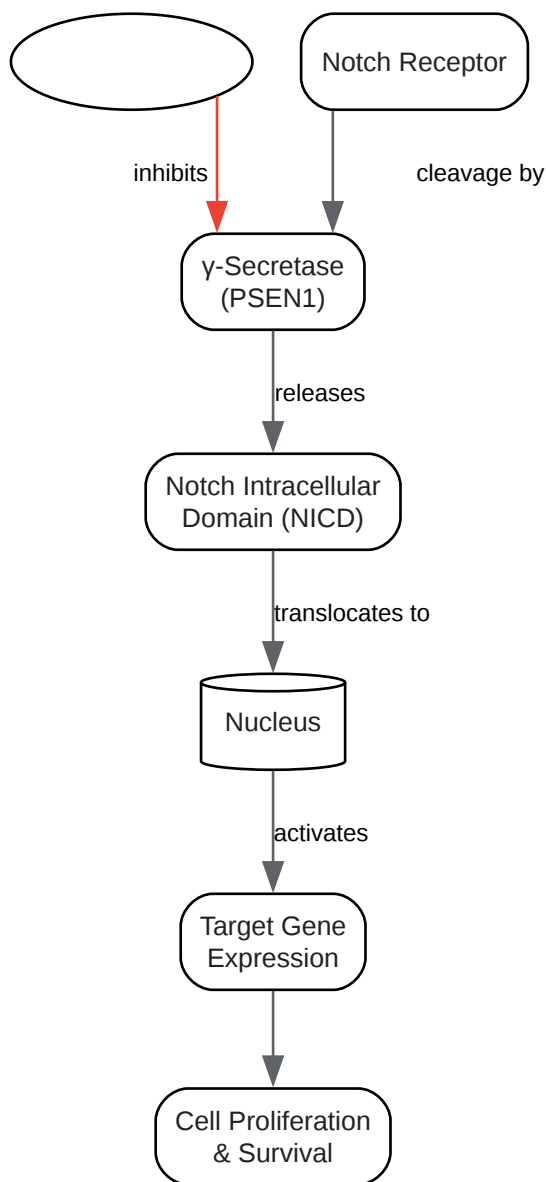 Notch Receptor
inhibits
cleavage by
γ-Secretase
(PSEN1)
releases
Notch Intracellular
Domain (NICD)
translocates to
Nucleus
activates
Target Gene
Expression
Cell Proliferation
& Survival